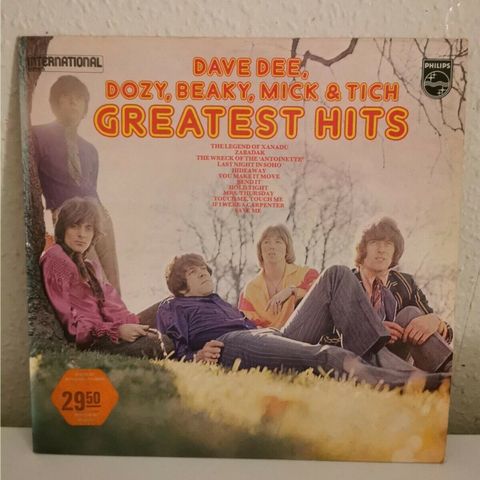 INTERNATIONAL
DAVE DEE,
DOZY, BEAKY, MICK & TICH
GREATEST HITS
PHILIPS
THE LEGEND OF XANADU
ZABADAK
THE WRECK OF THE 'ANTOINETTE'
LAST NIGHT IN SOHO
HIDEAWAY
YOU MAKE IT MOVE
BEND IT
HOLD TIGHT
MRS. THURSDAY
TOUCH ME, TOUCH ME
IF I WERE A CARPENTER
SAVE ME
29 50